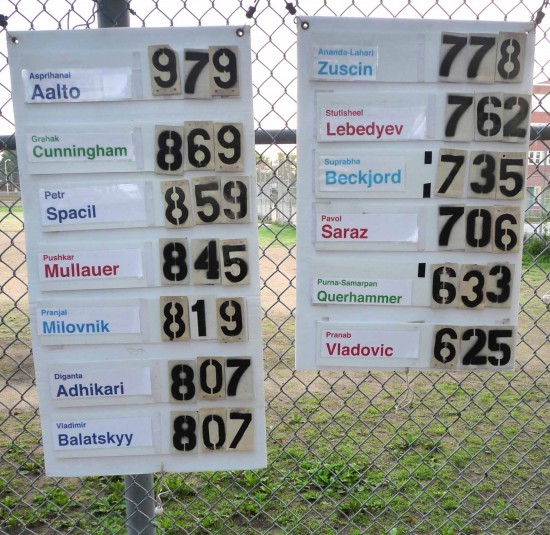 Asprihanai
Aalto 979
Grahak
Cunningham 869
Petr
Spacil 859
Pushkar
Mullauer 845
Pranjal
Milovnik 819
Diganta
Adhikari 807
Vladimir
Balatskyy 807
Ananda-Lahari
Zuscin 778
Stutisheel
Lebedyev 762
Suprabha
Beckjord 735
Pavol
Saraz 706
Purna-Samarpan
Querhammer 633
Pranab
Vladovic 625